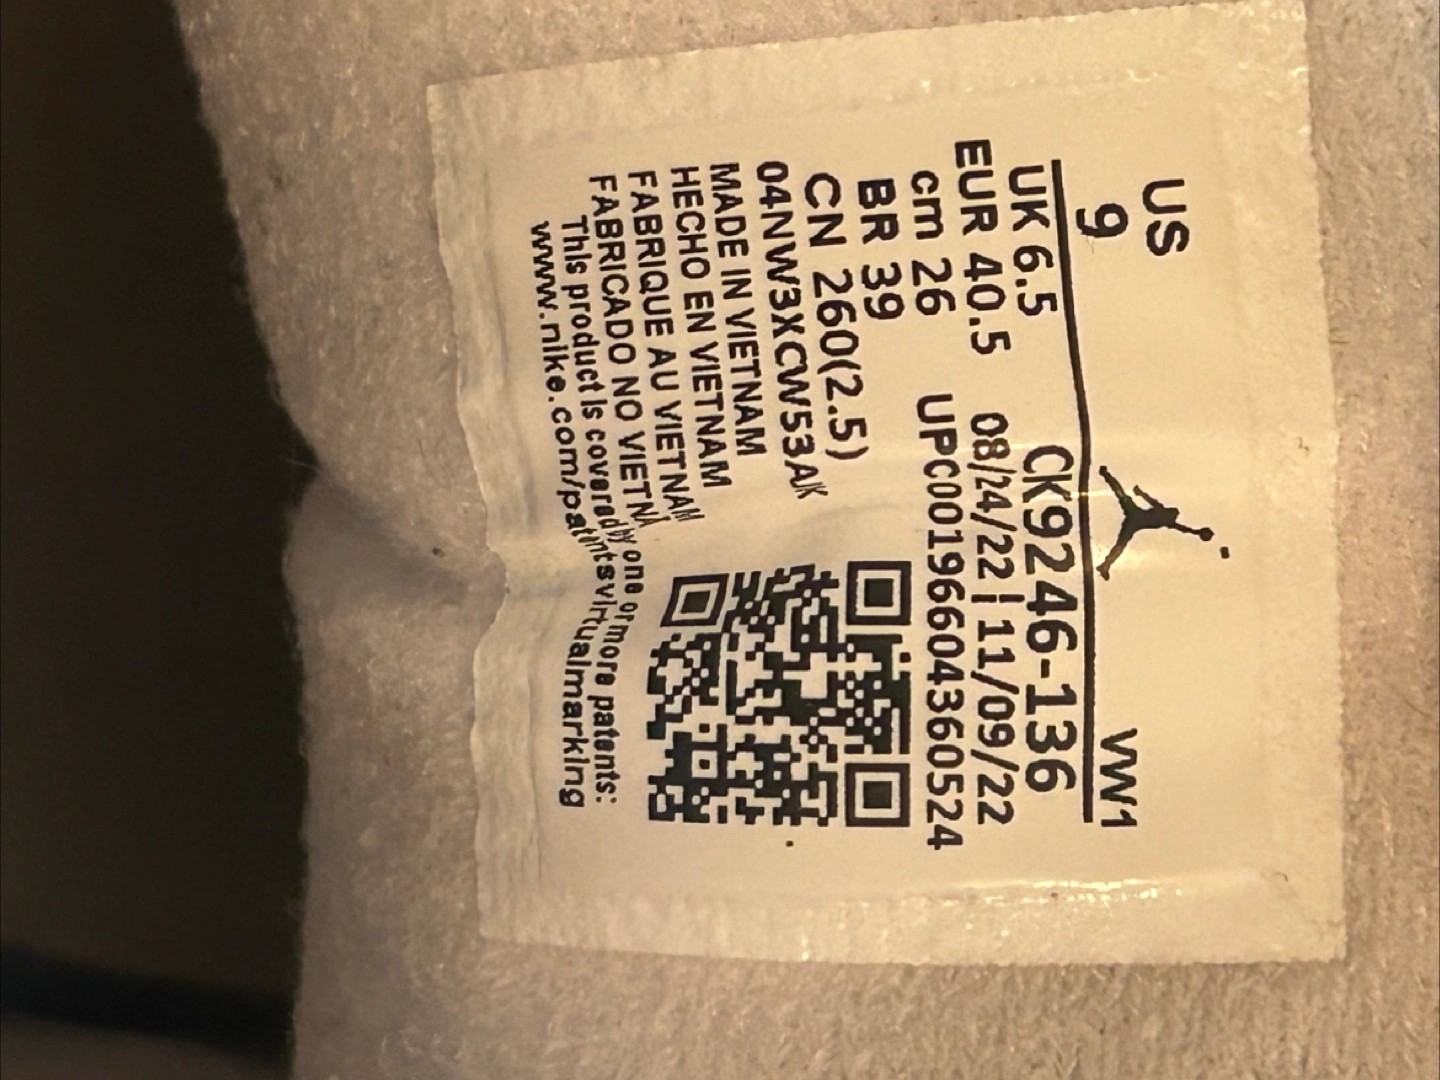 US
9
VW1
UK 6.5
EUR 40.5
cm 26
BR 39
CN 260(2.5)
CK9246-136
08/24/22 | 11/09/22
UPC00196604360524
04NW3XCW53AK
MADE IN VIETNAM
HECHO EN VIETNAM
FABRIQUE AU VIETNAM
FABRICADO NO VIETNÃ
This product is covered by one or more patents:
www.nike.com/patentsvirtualmarking